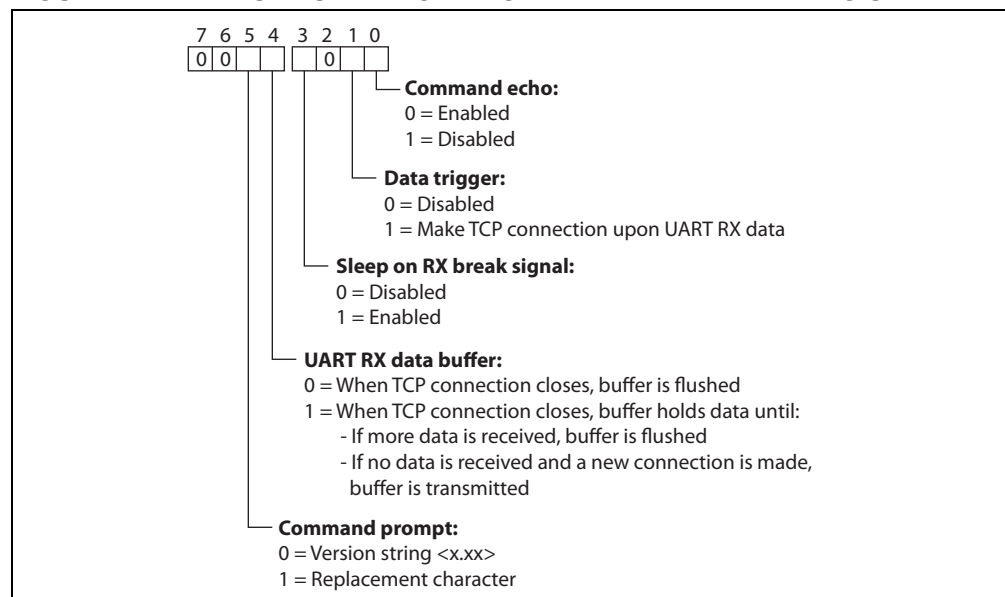 7 6 5 4 3 2 1 0
0 0 0
Command echo:
0 = Enabled
1 = Disabled
Data trigger:
0 = Disabled
1 = Make TCP connection upon UART RX data
Sleep on RX break signal:
0 = Disabled
1 = Enabled
UART RX data buffer:
0 = When TCP connection closes, buffer is flushed
1 = When TCP connection closes, buffer holds data until:
- If more data is received, buffer is flushed
- If no data is received and a new connection is made,
buffer is transmitted
Command prompt:
0 = Version string <x.xx>
1 = Replacement character